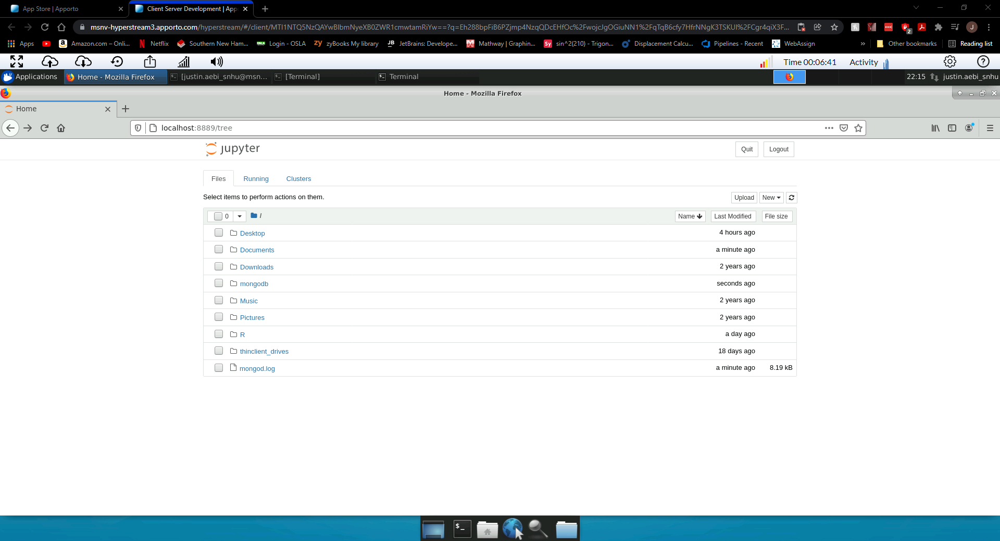 App Store | Apporto
Client Server Development | App
msnv-hyperstream3.apporto.com/hyperstream/#/client/
Apps
Amazon.com – Onli...
Netflix
Southern New Ham...
Login - OSLA
zyBooks My library
JetBrains: Develope...
Mathway | Graphin...
sin^2(210) - Trigon...
Displacement Calcu...
Pipelines - Recent
WebAssign
»
Other bookmarks
Reading list
Time 00:06:41
Activity
Applications
Home - Mozilla Firefox
[justin.aebi_snhu@msn...
[Terminal]
Terminal
22:15
justin.aebi_snhu
Home - Mozilla Firefox
Home
localhost:8889/tree
jupyter
Quit
Logout
Files
Running
Clusters
Select items to perform actions on them.
Upload
New
0
/
Name
Last Modified
File size
Desktop 4 hours ago
Documents a minute ago
Downloads 2 years ago
mongodb seconds ago
Music 2 years ago
Pictures 2 years ago
R a day ago
thinclient_drives 18 days ago
mongod.log a minute ago 8.19 kB
$_